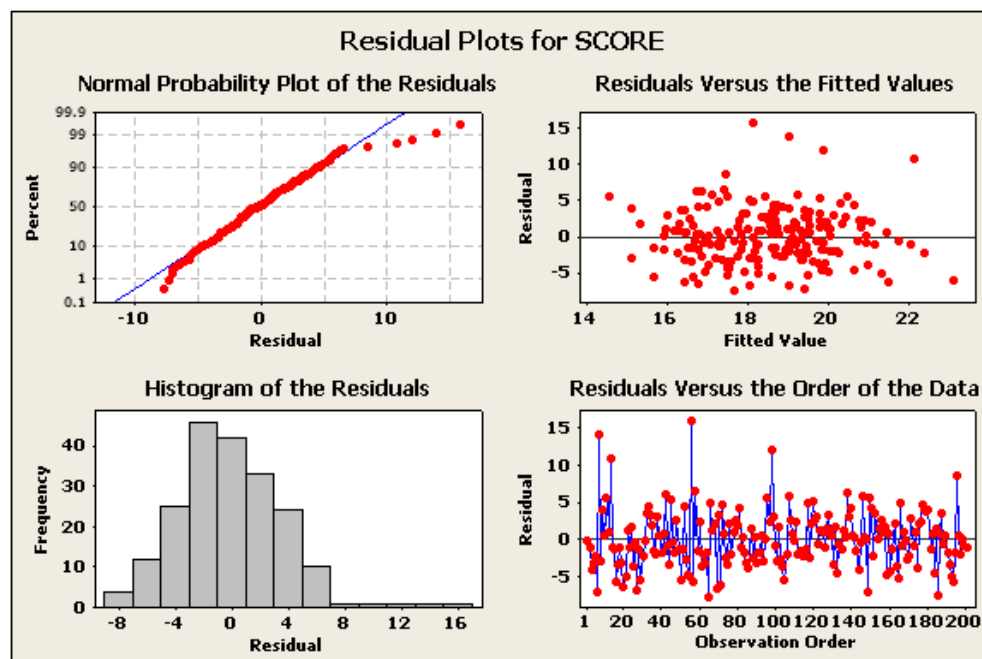 Residual Plots for SCORE
Normal Probability Plot of the Residuals
99.9
99
90
50
10
1
0.1
Percent
-10 0 10
Residual
Residuals Versus the Fitted Values
15
10
5
0
-5
Residual
14 16 18 20 22
Fitted Value
Histogram of the Residuals
40
30
20
10
0
Frequency
-8 -4 0 4 8 12 16
Residual
Residuals Versus the Order of the Data
15
10
5
0
-5
Residual
1 20 40 60 80 100 120 140 160 180 200
Observation Order